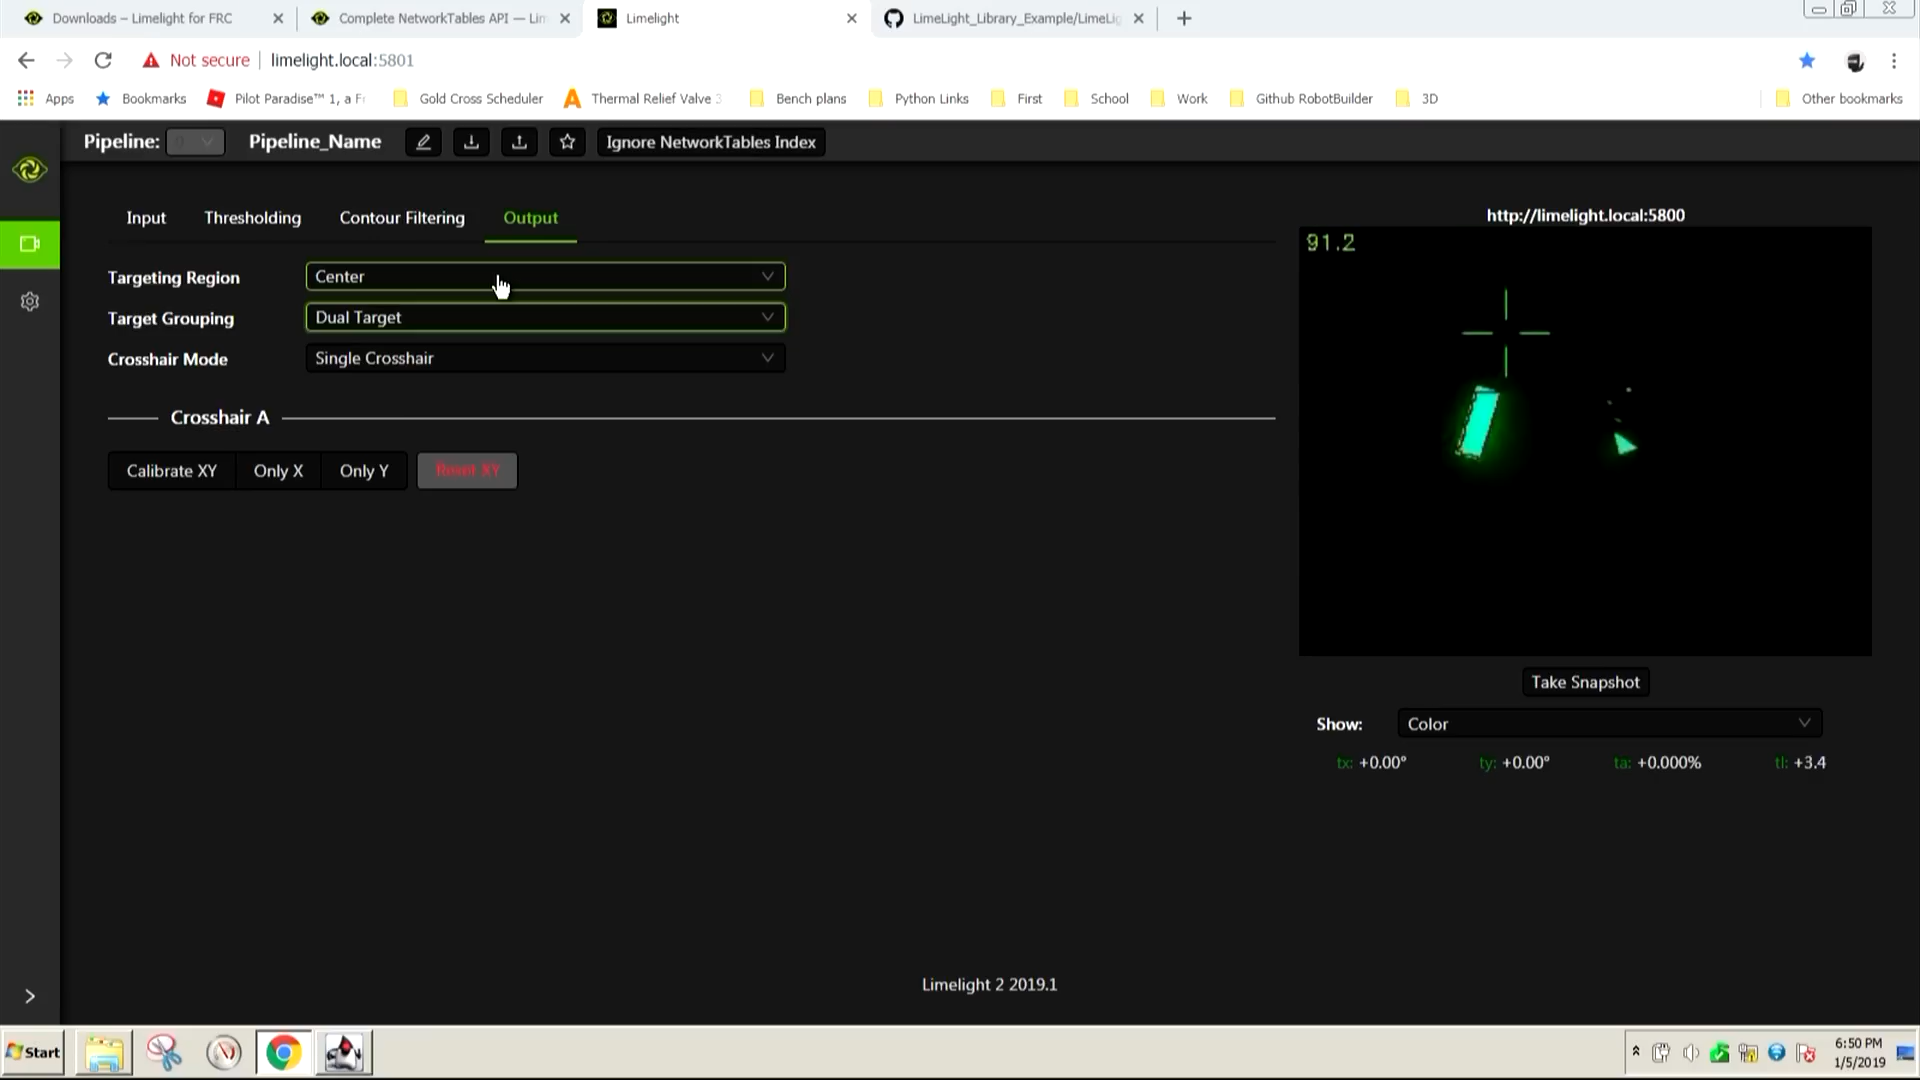 Downloads – Limelight for FRC
Complete NetworkTables API — Lim
Limelight
LimeLight_Library_Example/LimeLig
Not secure
limelight.local:5801
Apps
Bookmarks
Pilot Paradise™ 1, a Fr
Gold Cross Scheduler
Thermal Relief Valve 3
Bench plans
Python Links
First
School
Work
Github RobotBuilder
3D
Other bookmarks
Pipeline:
Pipeline_Name
Ignore NetworkTables Index
Input
Thresholding
Contour Filtering
Output
http://limelight.local:5800
91.2
Targeting Region
Center
Target Grouping
Dual Target
Crosshair Mode
Single Crosshair
Crosshair A
Calibrate XY
Only X
Only Y
Reset XY
Take Snapshot
Show:
Color
tx: +0.00°
ty: +0.00°
ta: +0.000%
tl: +3.4
Limelight 2 2019.1
Start
6:50 PM
1/5/2019